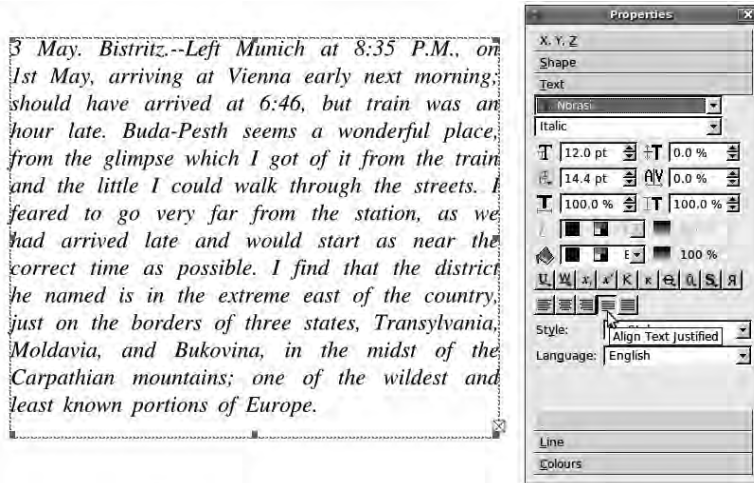 3 May. Bistritz.--Left Munich at 8:35 P.M., on
1st May, arriving at Vienna early next morning;
should have arrived at 6:46, but train was an
hour late. Buda-Pesth seems a wonderful place,
from the glimpse which I got of it from the train
and the little I could walk through the streets. I
feared to go very far from the station, as we
had arrived late and would start as near the
correct time as possible. I find that the district
he named is in the extreme east of the country,
just on the borders of three states, Transylvania,
Moldavia, and Bukovina, in the midst of the
Carpathian mountains; one of the wildest and
least known portions of Europe.
Properties
X, Y, Z
Shape
Text
Norasi
Italic
12.0 pt 0.0 %
14.4 pt 0.0 %
100.0 % 100.0 %
100 %
Style:
Align Text Justified
Language: English
Line
Colours